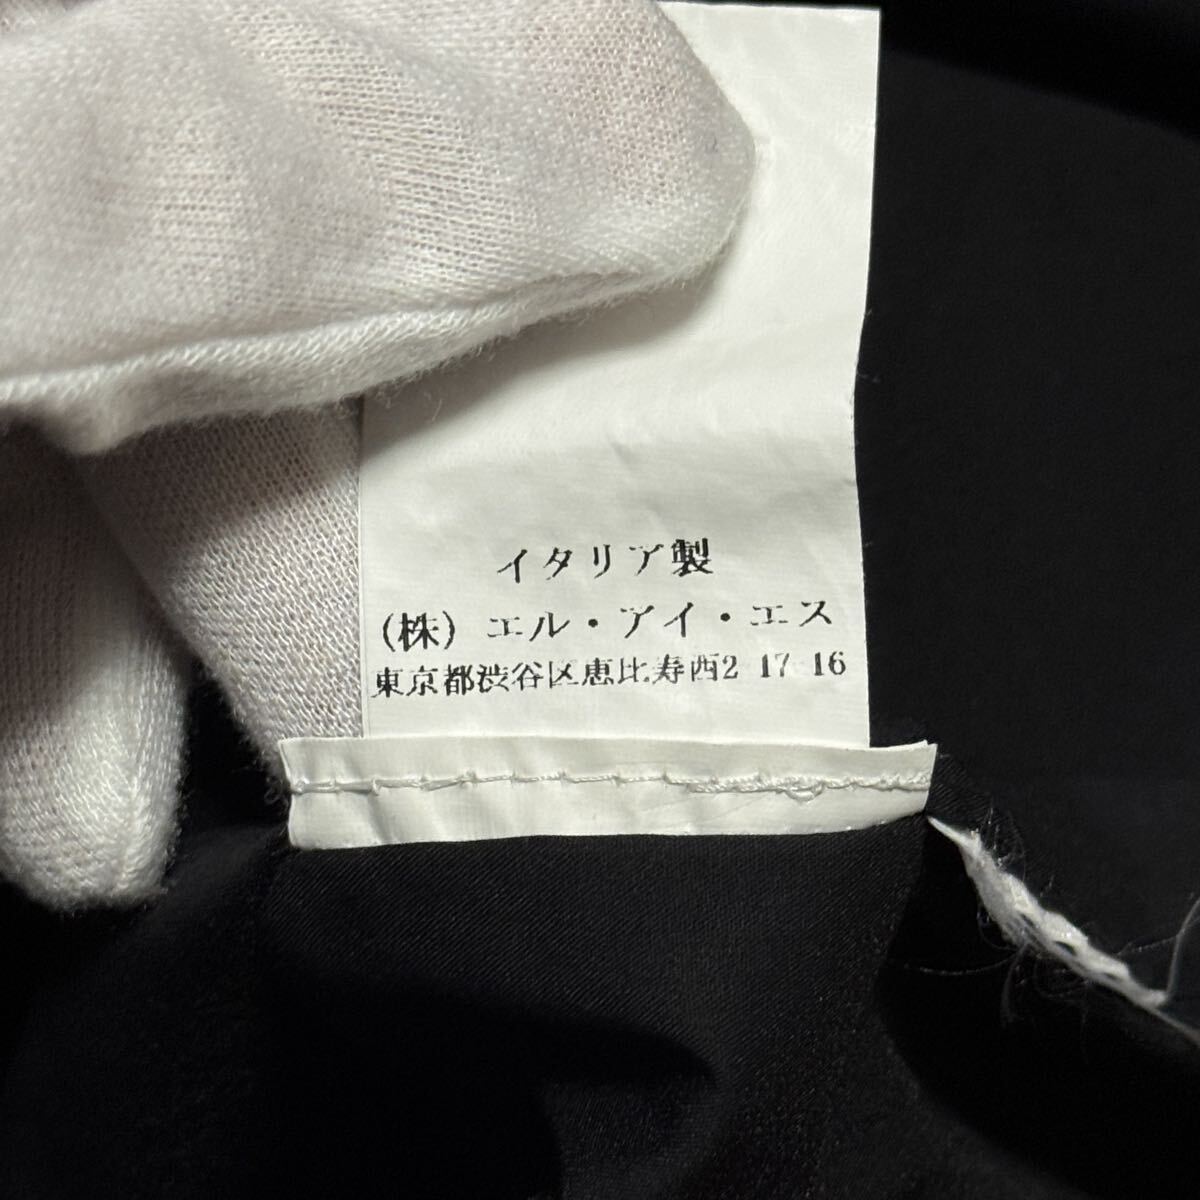 イタリア製
（株）エル・アイ・エス
東京都渋谷区恵比寿西2 17 16